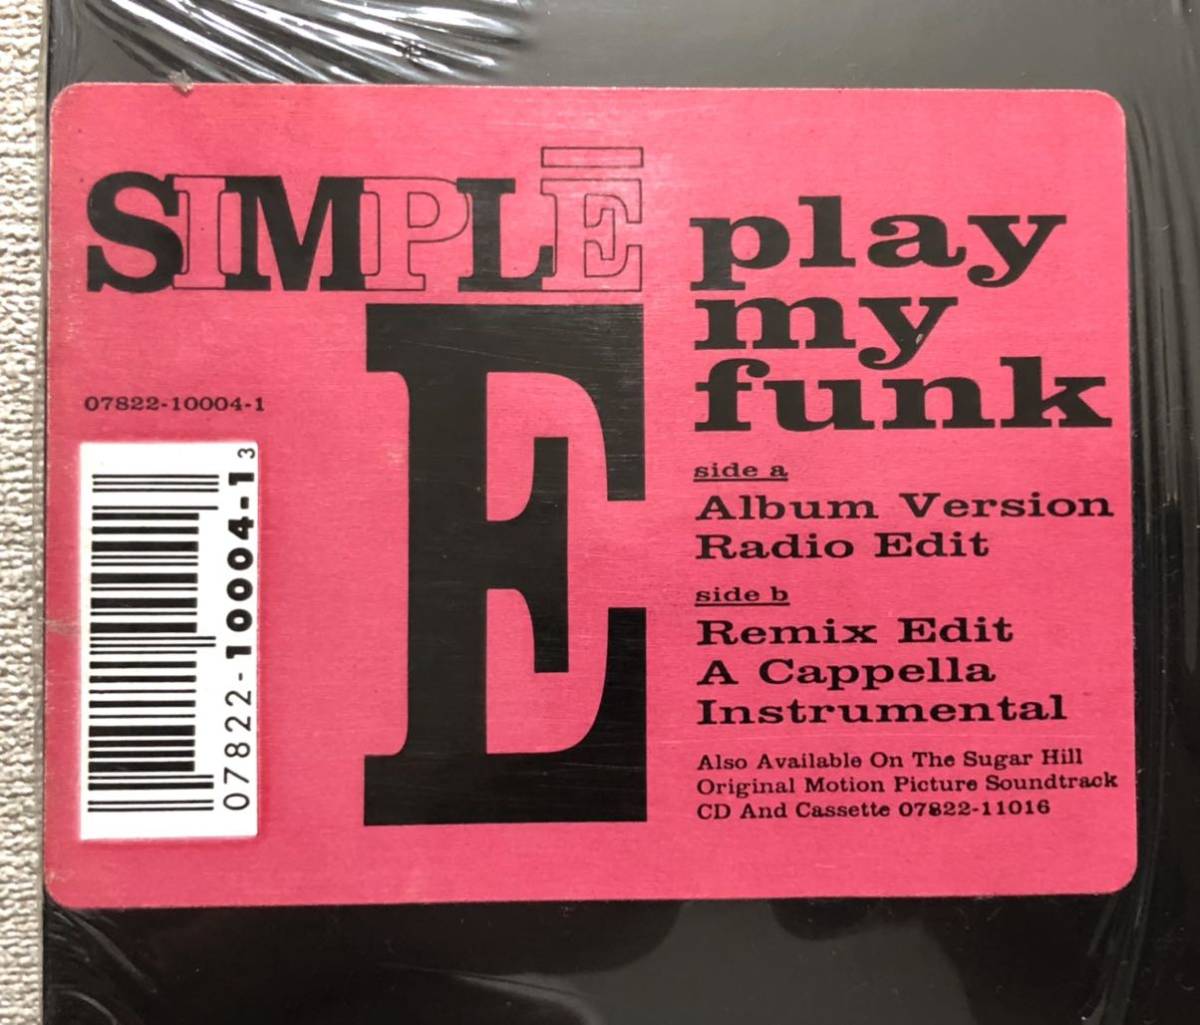 SIMPLĒ
E
play
my
funk
07822-10004-1
side a
Album Version
Radio Edit
side b
Remix Edit
A Cappella
Instrumental
Also Available On The Sugar Hill
Original Motion Picture Soundtrack
CD And Cassette 07822-11016
07822-10004-1 3